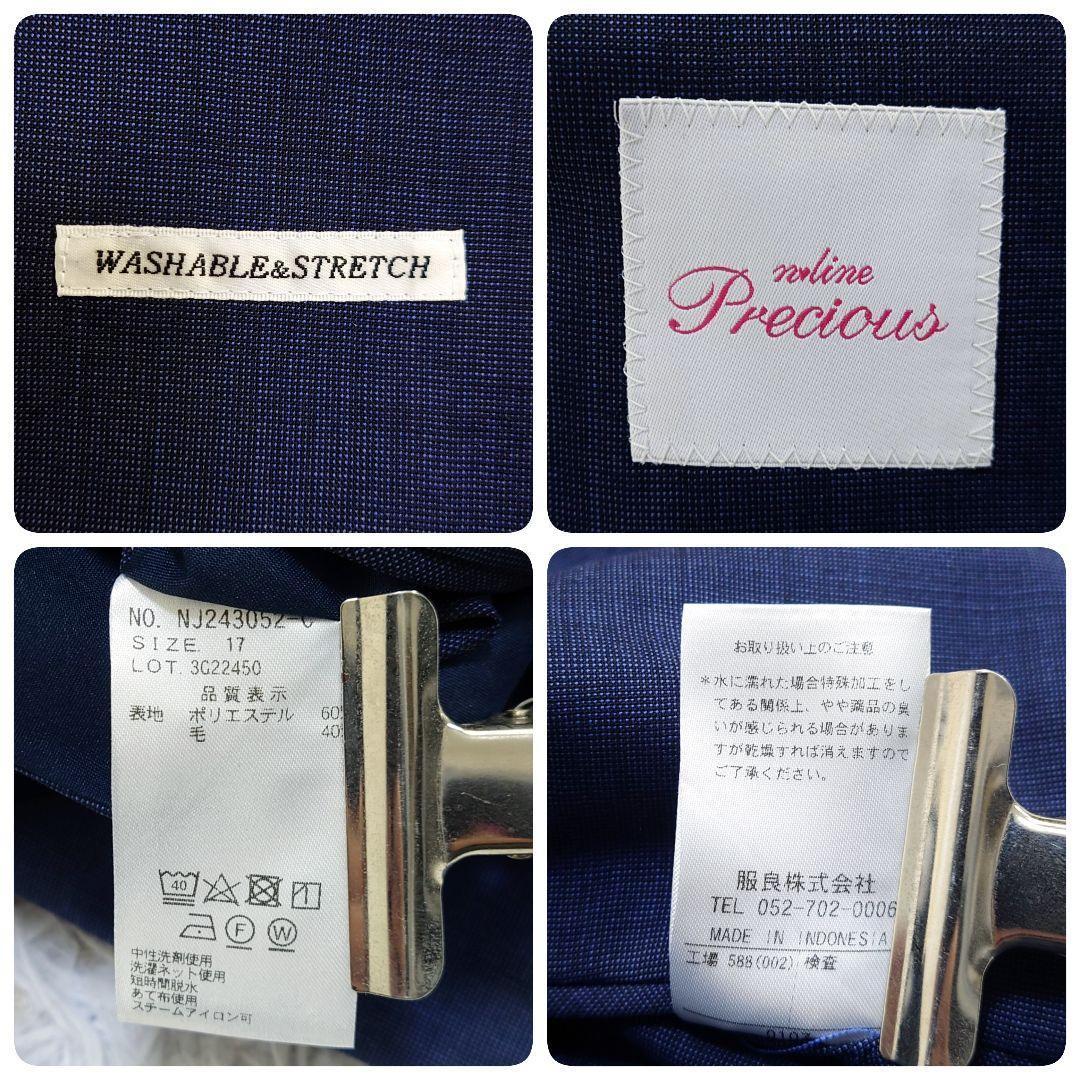 WASHABLE&STRETCH
n♥line
Precious
NO. NJ243052-C
SIZE. 17
LOT. 3G22450
品質表示
表地 ポリエステル 60%
毛 40%
40
F W
中性洗剤使用
洗濯ネット使用
短時間脱水
あて布使用
スチームアイロン可
お取り扱い上のご注意
*水に濡れた場合特殊加工をし
てある関係上、やや薬品の臭
いが感じられる場合がありま
すが乾燥すれば消えますので
ご了承ください。
服良株式会社
TEL 052-702-0006
MADE IN INDONESIA
工場 588(002) 検査